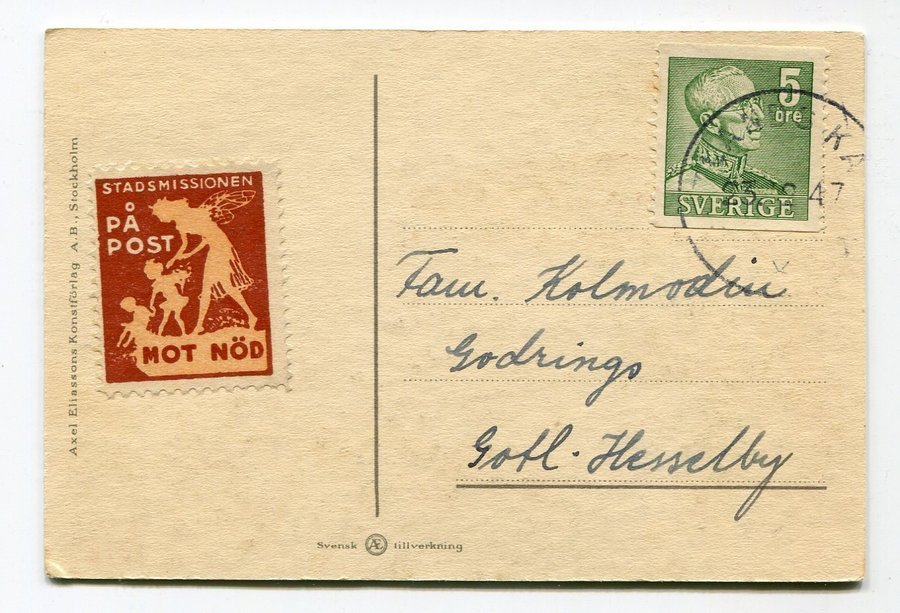 Axel Eliassons Konstförlag A.B., Stockholm
STADSMISSIONEN
PÅ
POST
MOT NÖD
5
öre
SVERIGE
47
Fam. Kolmodin
Godrings
Gotl. Hesselby
Svensk Æ tillverkning